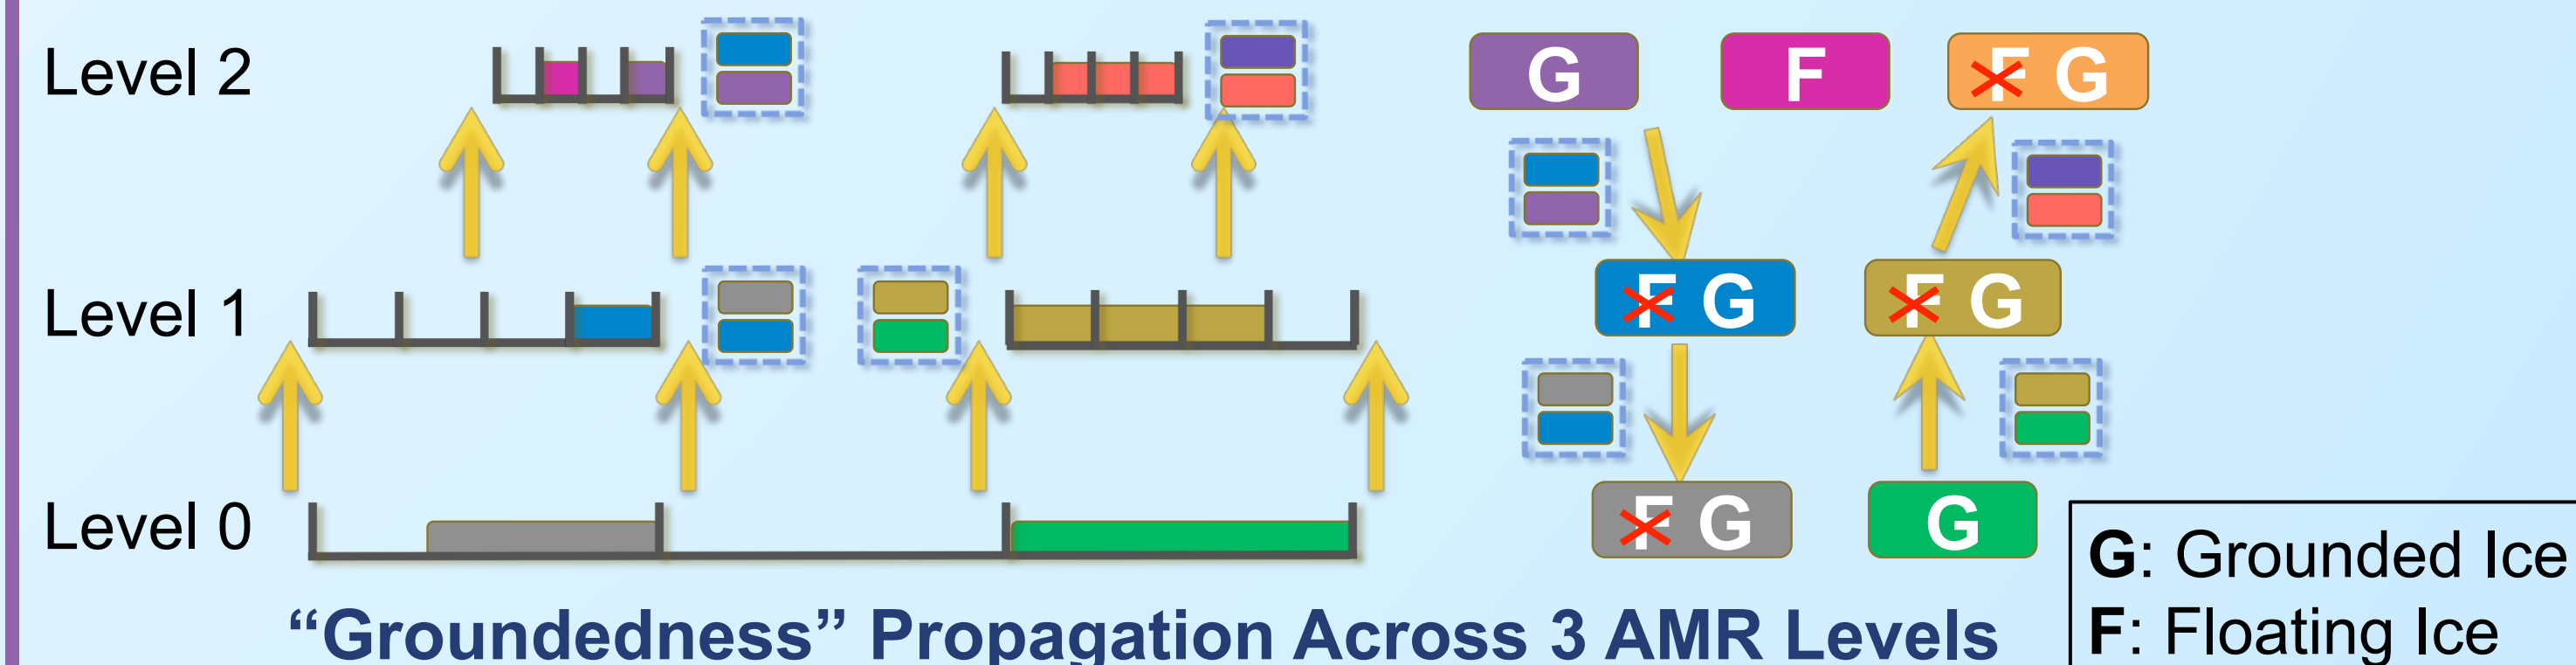 Level 2
G
F
F G
Level 1
F G
F G
Level 0
F G
G
G: Grounded Ice
F: Floating Ice
“Groundedness” Propagation Across 3 AMR Levels